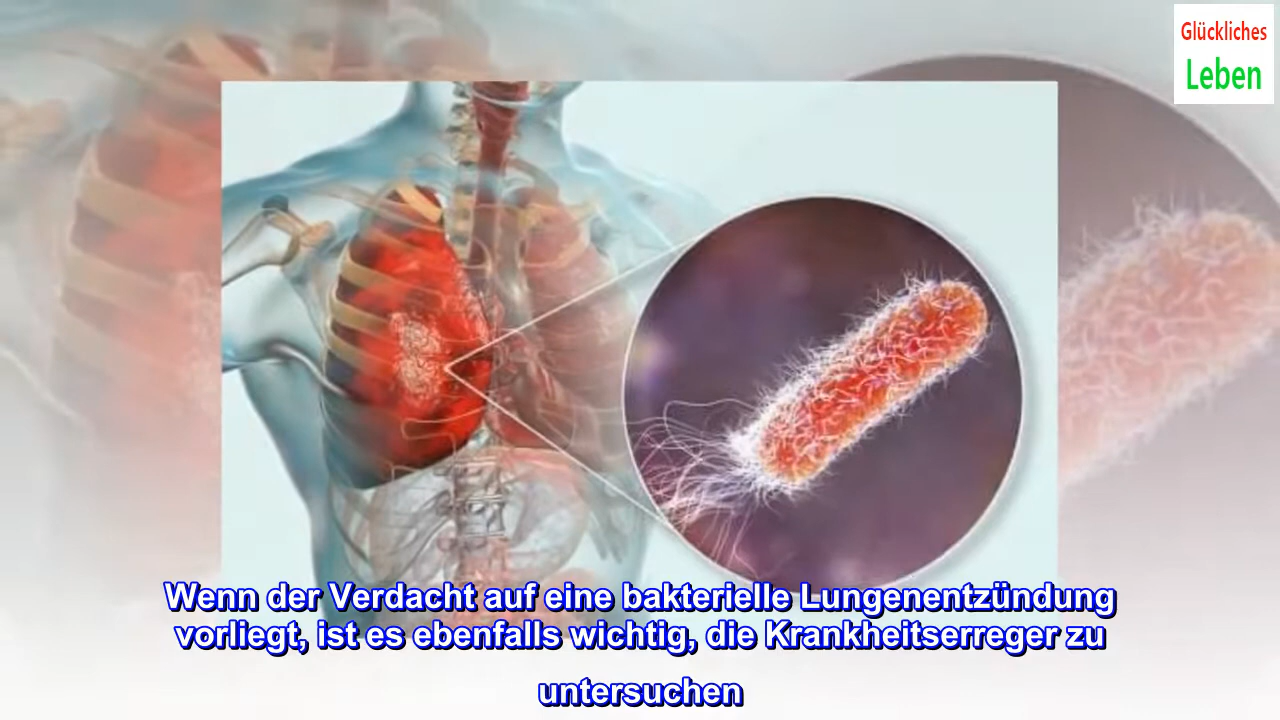 Glückliches
Leben
Wenn der Verdacht auf eine bakterielle Lungenentzündung
vorliegt, ist es ebenfalls wichtig, die Krankheitserreger zu
untersuchen